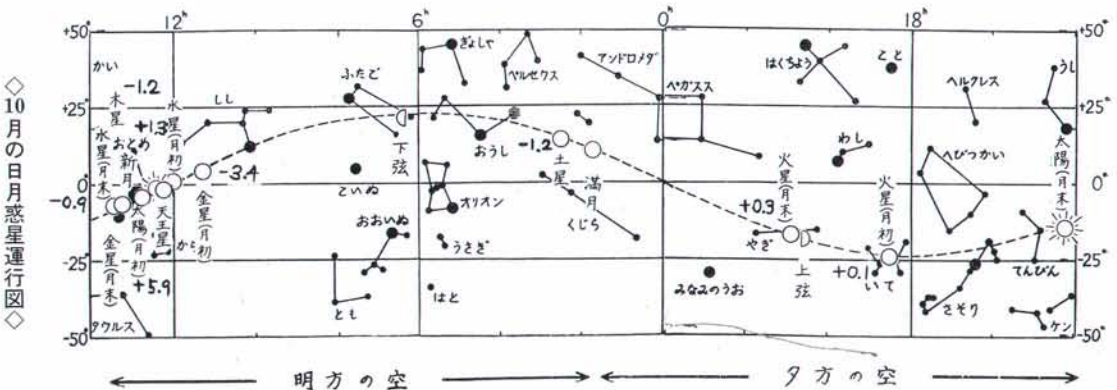 ◇10月の日月惑星運行図◇
12h
6h
0h
18h
+50°
+25°
0°
-25°
-50°
+50°
+25°
0°
-25°
-50°
かい
木星
-1.2
水星(月初)
しし
ふたご
ぎょしゃ
ペルセウス
アンドロメダ
ペガスス
はくちょう
こと
ヘルクレス
うし
+1.3
おとめ
新月
水星(月末)
-0.9
金星(月末)
太陽(月初)
+5.9
天王星
から
金星(月初)
-3.4
下弦
こいぬ
おおいぬ
とも
おうし
オリオン
うさぎ
はと
-1.2
土星
満月
くじら
みなみのうお
+0.3
火星(月末)
やぎ
上弦
わし
火星(月初)
+0.1
いて
へびつかい
さそり
てんびん
太陽(月末)
タウルス
ケン
明方の空
夕方の空